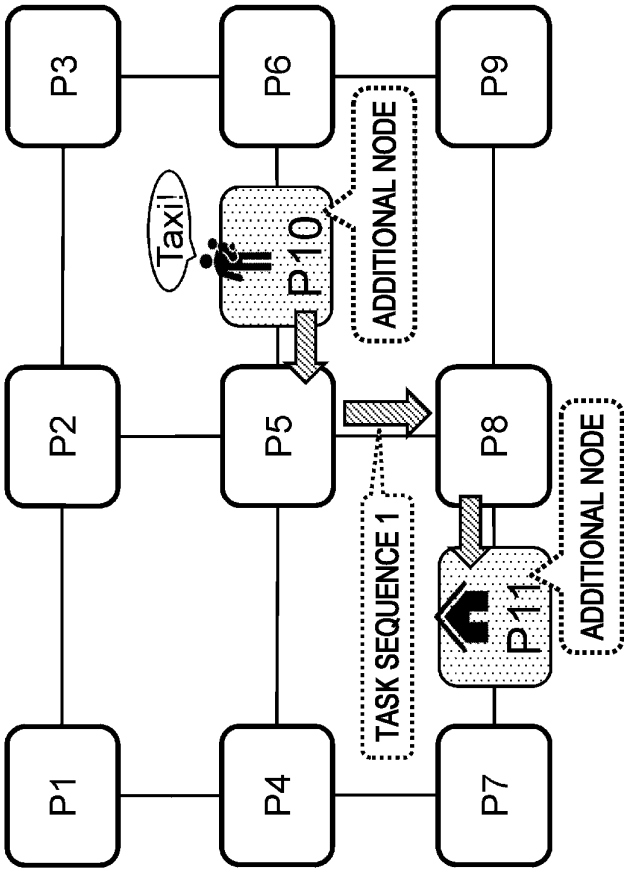 P1
P2
P3
P4
P5
Taxi!
P10
P6
ADDITIONAL NODE
TASK SEQUENCE 1
P7
P11
P8
P9
ADDITIONAL NODE